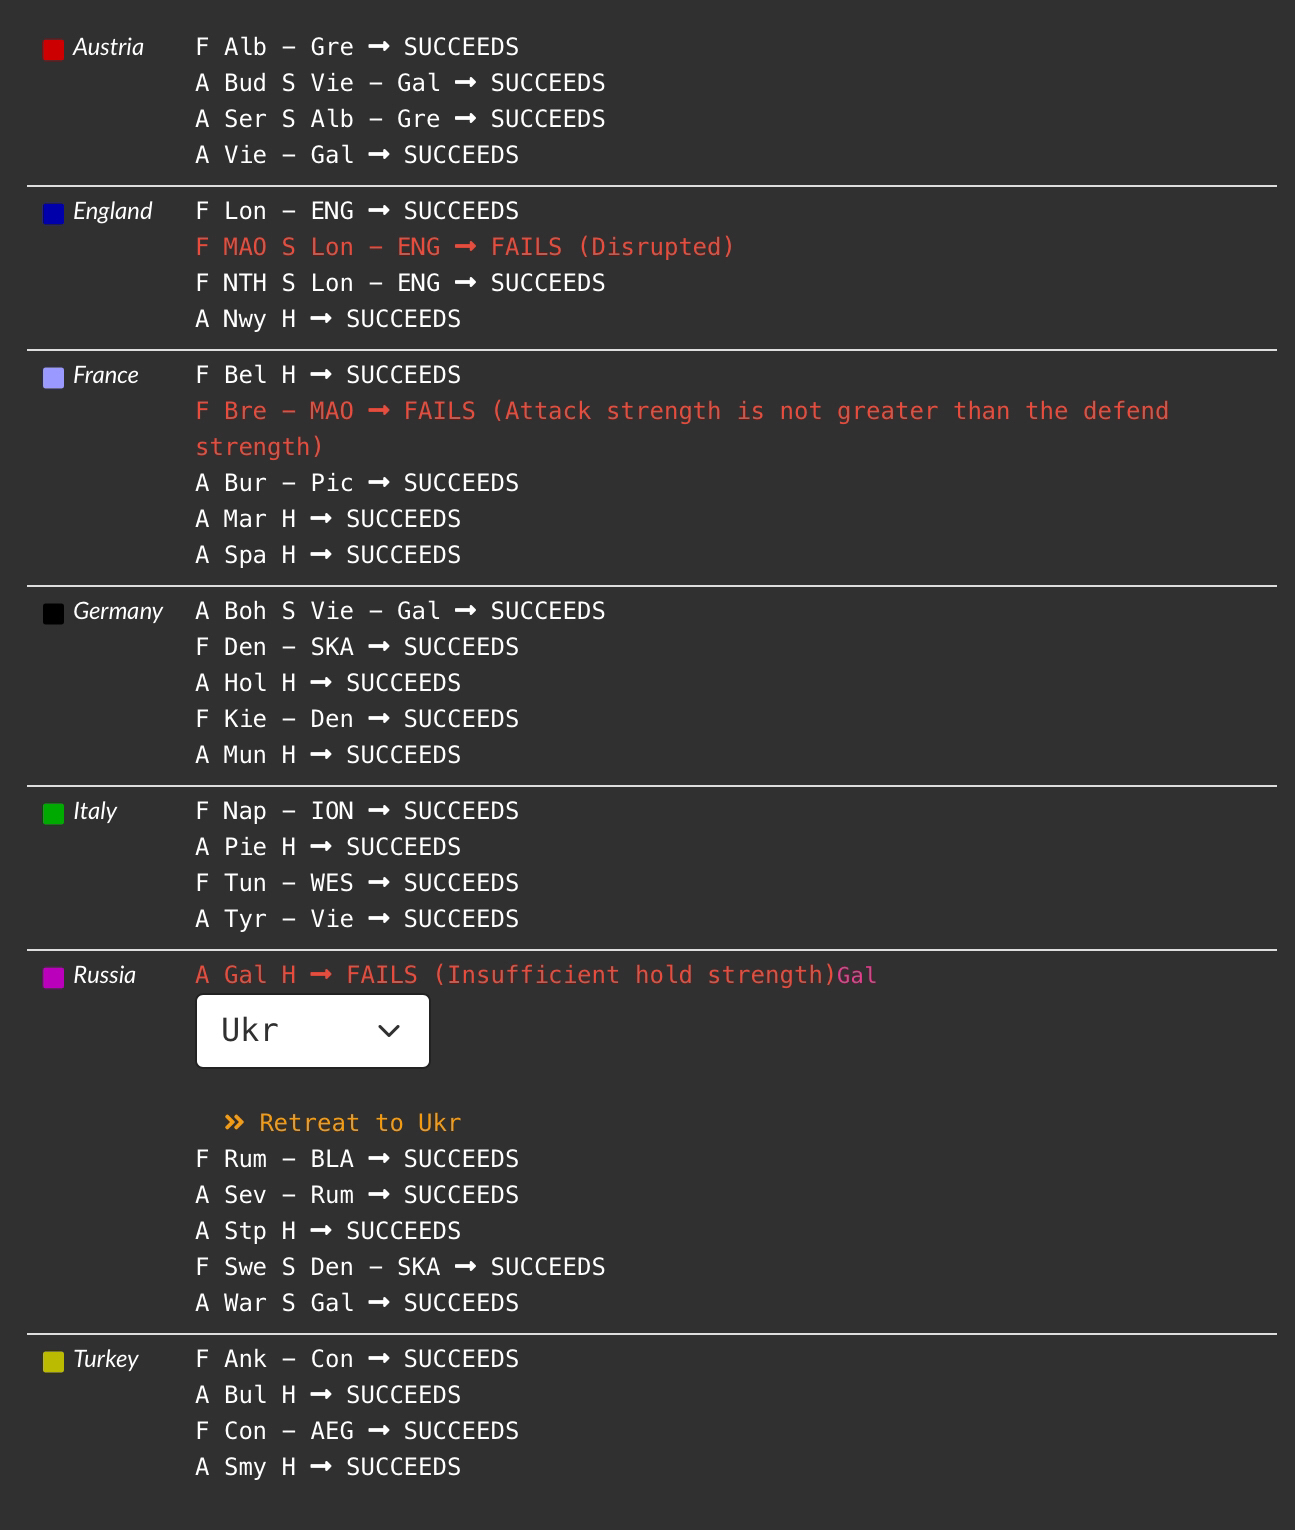 Austria F Alb – Gre → SUCCEEDS
A Bud S Vie – Gal → SUCCEEDS
A Ser S Alb – Gre → SUCCEEDS
A Vie – Gal → SUCCEEDS
England F Lon – ENG → SUCCEEDS
F MAO S Lon – ENG → FAILS (Disrupted)
F NTH S Lon – ENG → SUCCEEDS
A Nwy H → SUCCEEDS
France F Bel H → SUCCEEDS
F Bre – MAO → FAILS (Attack strength is not greater than the defend
strength)
A Bur – Pic → SUCCEEDS
A Mar H → SUCCEEDS
A Spa H → SUCCEEDS
Germany A Boh S Vie – Gal → SUCCEEDS
F Den – SKA → SUCCEEDS
A Hol H → SUCCEEDS
F Kie – Den → SUCCEEDS
A Mun H → SUCCEEDS
Italy F Nap – ION → SUCCEEDS
A Pie H → SUCCEEDS
F Tun – WES → SUCCEEDS
A Tyr – Vie → SUCCEEDS
Russia A Gal H → FAILS (Insufficient hold strength)Gal
Ukr
» Retreat to Ukr
F Rum – BLA → SUCCEEDS
A Sev – Rum → SUCCEEDS
A Stp H → SUCCEEDS
F Swe S Den – SKA → SUCCEEDS
A War S Gal → SUCCEEDS
Turkey F Ank – Con → SUCCEEDS
A Bul H → SUCCEEDS
F Con – AEG → SUCCEEDS
A Smy H → SUCCEEDS